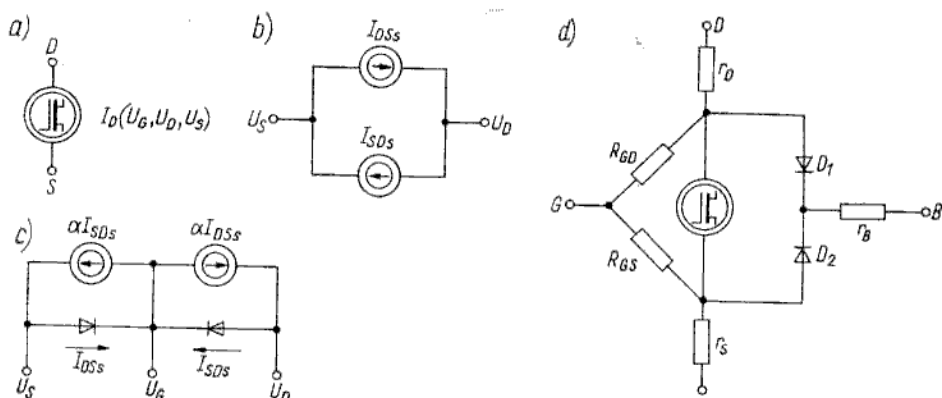 a)
D
I_D(U_G, U_D, U_S)
S
b)
I_DSs
U_S
U_D
I_SDs
c)
αI_SDs
αI_DSs
I_DSs
I_SDs
U_S
U_G
U_D
d)
D
r_D
R_GD
D_1
G
B
r_B
R_GS
D_2
r_S